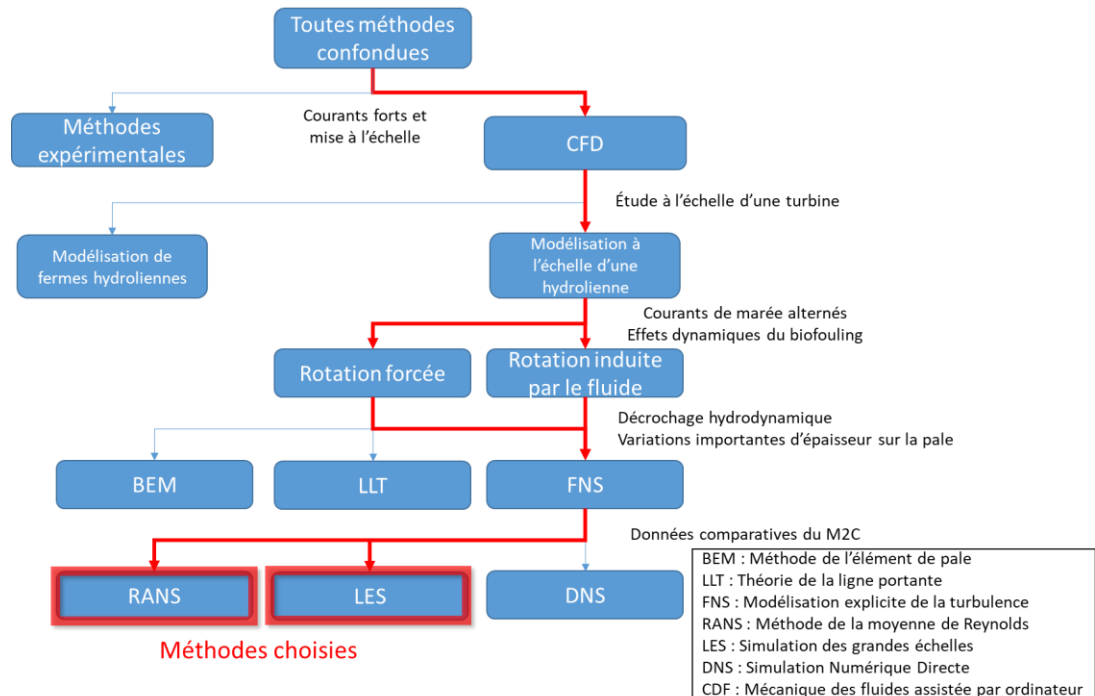 Toutes méthodes
confondues
Courants forts et
mise à l'échelle
Méthodes
expérimentales
CFD
Étude à l'échelle d'une turbine
Modélisation de
fermes hydroliennes
Modélisation à
l'échelle d'une
hydrolienne
Courants de marée alternés
Effets dynamiques du biofouling
Rotation forcée
Rotation induite
par le fluide
Décrochage hydrodynamique
Variations importantes d'épaisseur sur la pale
BEM
LLT
FNS
Données comparatives du M2C
RANS
LES
DNS
Méthodes choisies
BEM : Méthode de l'élément de pale
LLT : Théorie de la ligne portante
FNS : Modélisation explicite de la turbulence
RANS : Méthode de la moyenne de Reynolds
LES : Simulation des grandes échelles
DNS : Simulation Numérique Directe
CDF : Mécanique des fluides assistée par ordinateur